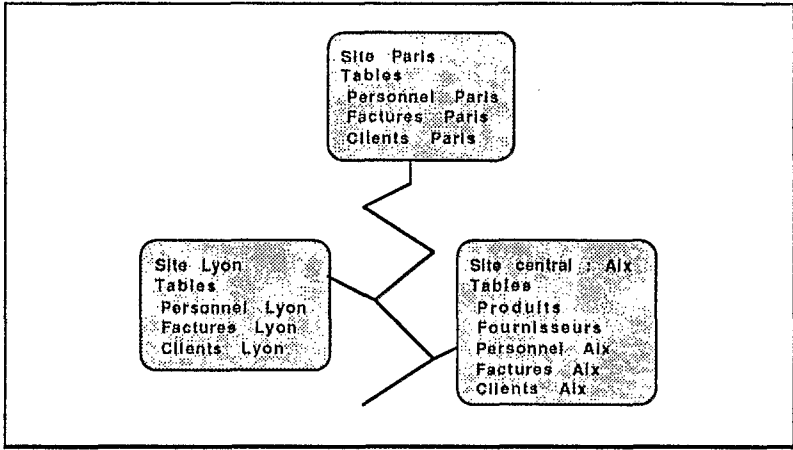 Site Paris
Tables
Personnel Paris
Factures Paris
Clients Paris
Site Lyon
Tables
Personnel Lyon
Factures Lyon
Clients Lyon
Site central : Aix
Tables
Produits
Fournisseurs
Personnel Aix
Factures Aix
Clients Aix